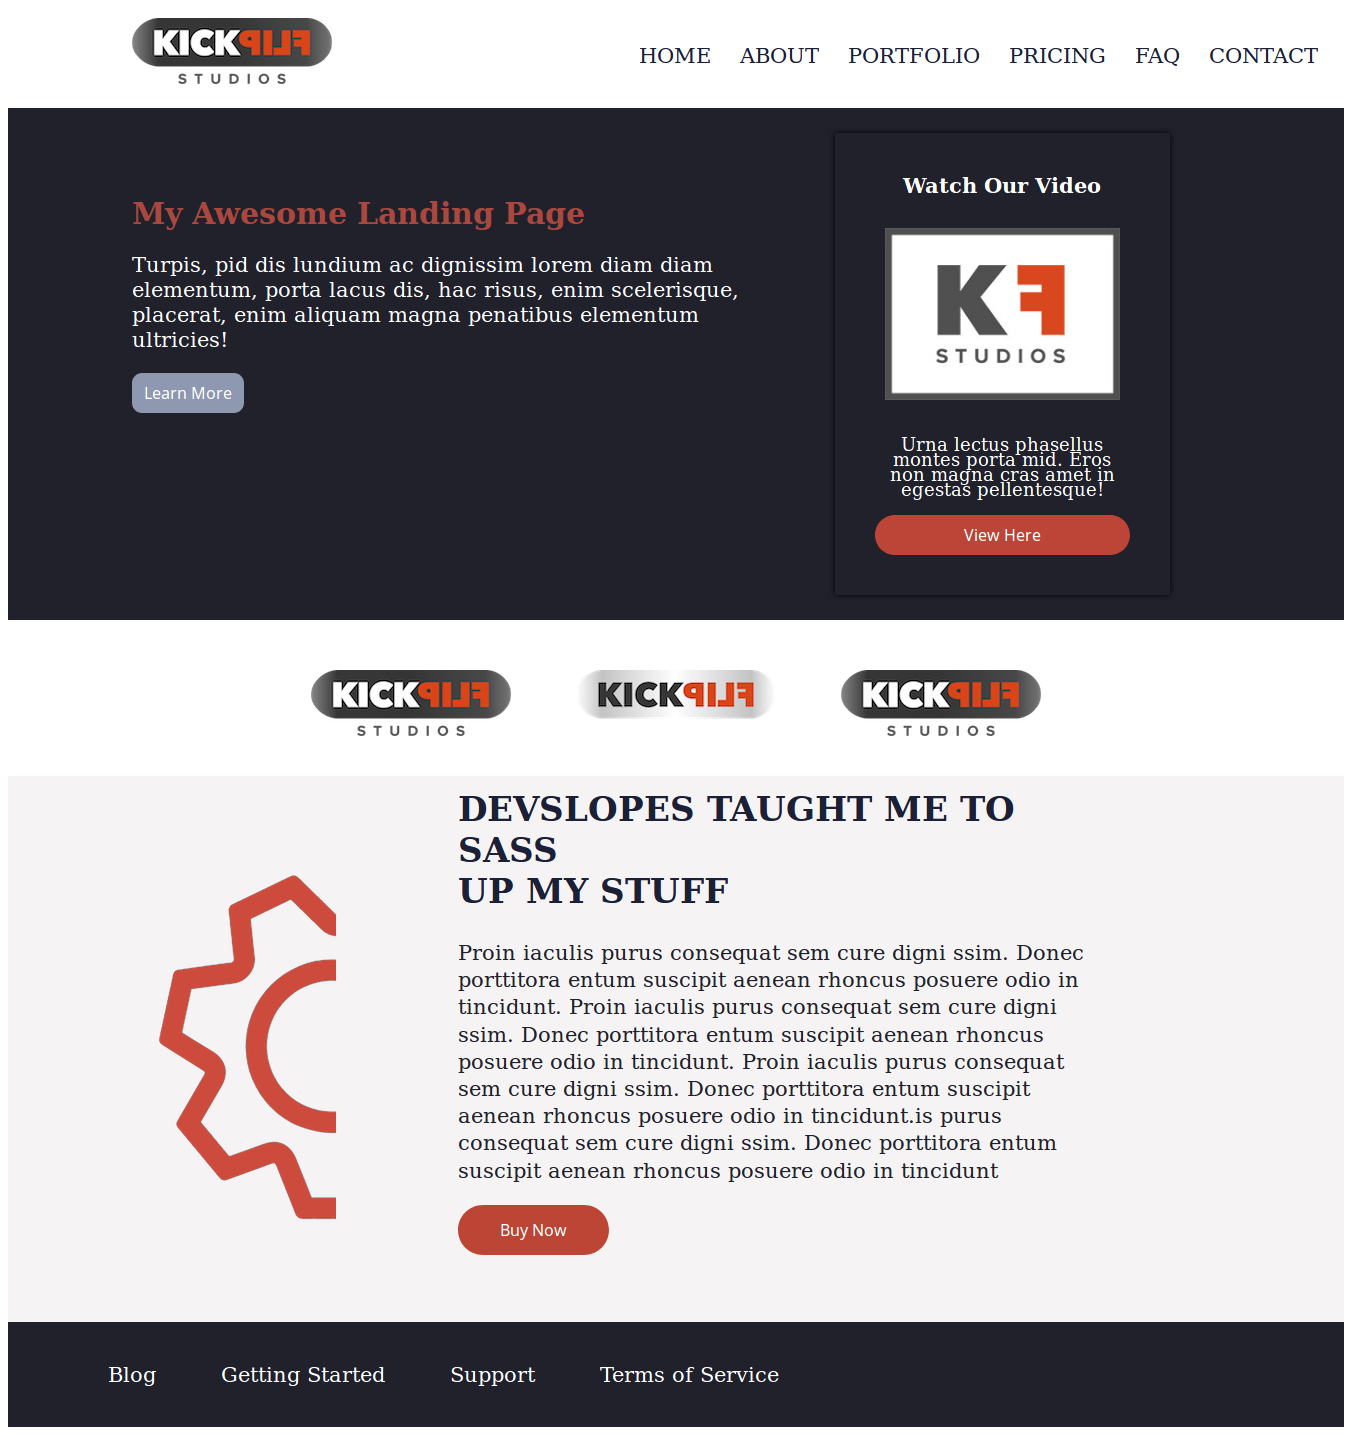 KICKFLIP
STUDIOS
HOME ABOUT PORTFOLIO PRICING FAQ CONTACT
My Awesome Landing Page
Turpis, pid dis lundium ac dignissim lorem diam diam
elementum, porta lacus dis, hac risus, enim scelerisque,
placerat, enim aliquam magna penatibus elementum
ultricies!
Learn More
Watch Our Video
KF
STUDIOS
Urna lectus phasellus
montes porta mid. Eros
non magna cras amet in
egestas pellentesque!
View Here
KICKFLIP
STUDIOS
KICKFLIP
KICKFLIP
STUDIOS
DEVSLOPES TAUGHT ME TO
SASS
UP MY STUFF
Proin iaculis purus consequat sem cure digni ssim. Donec
porttitora entum suscipit aenean rhoncus posuere odio in
tincidunt. Proin iaculis purus consequat sem cure digni
ssim. Donec porttitora entum suscipit aenean rhoncus
posuere odio in tincidunt. Proin iaculis purus consequat
sem cure digni ssim. Donec porttitora entum suscipit
aenean rhoncus posuere odio in tincidunt.is purus
consequat sem cure digni ssim. Donec porttitora entum
suscipit aenean rhoncus posuere odio in tincidunt
Buy Now
Blog Getting Started Support Terms of Service